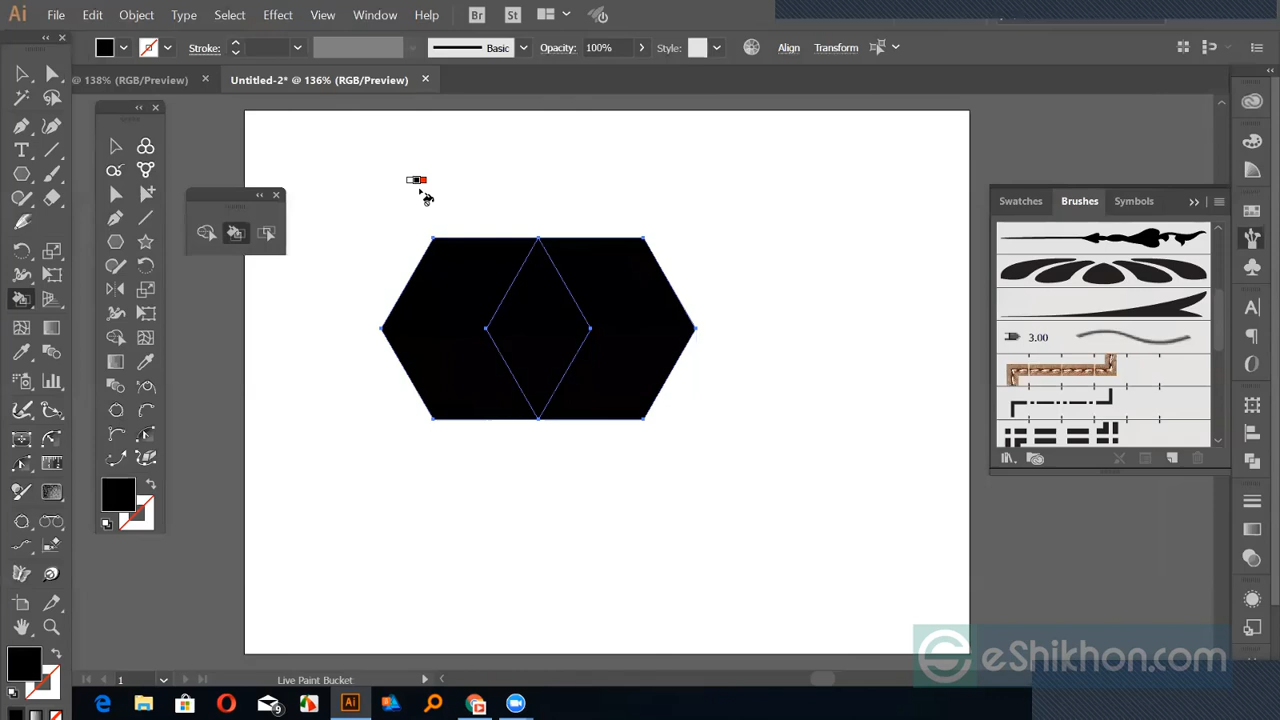 Ai File Edit Object Type Select Effect View Window Help Br St
Stroke: Basic Opacity: 100% Style: Align Transform
@ 138% (RGB/Preview) × Untitled-2* @ 136% (RGB/Preview) ×
Swatches Brushes Symbols
3.00
eShikhon.com
1 Live Paint Bucket
9 Ai